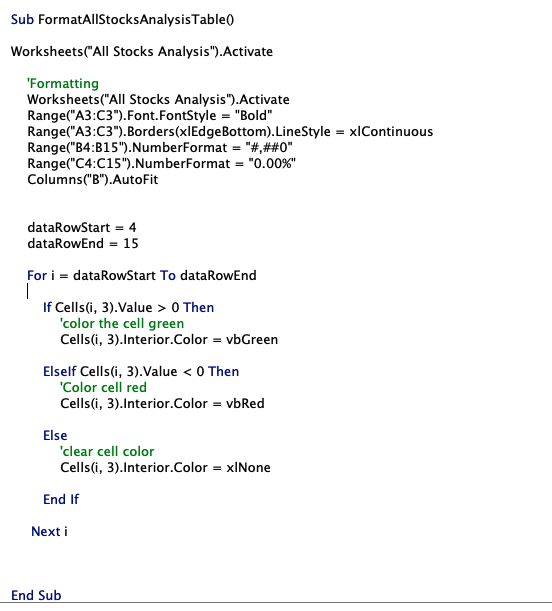 Sub FormatAllStocksAnalysisTable()
Worksheets("All Stocks Analysis").Activate
'Formatting
Worksheets("All Stocks Analysis").Activate
Range("A3:C3").Font.FontStyle = "Bold"
Range("A3:C3").Borders(xlEdgeBottom).LineStyle = xlContinuous
Range("B4:B15").NumberFormat = "#,##0"
Range("C4:C15").NumberFormat = "0.00%"
Columns("B").AutoFit
dataRowStart = 4
dataRowEnd = 15
For i = dataRowStart To dataRowEnd
If Cells(i, 3).Value > 0 Then
'color the cell green
Cells(i, 3).Interior.Color = vbGreen
ElseIf Cells(i, 3).Value < 0 Then
'Color cell red
Cells(i, 3).Interior.Color = vbRed
Else
'clear cell color
Cells(i, 3).Interior.Color = xlNone
End If
Next i
End Sub